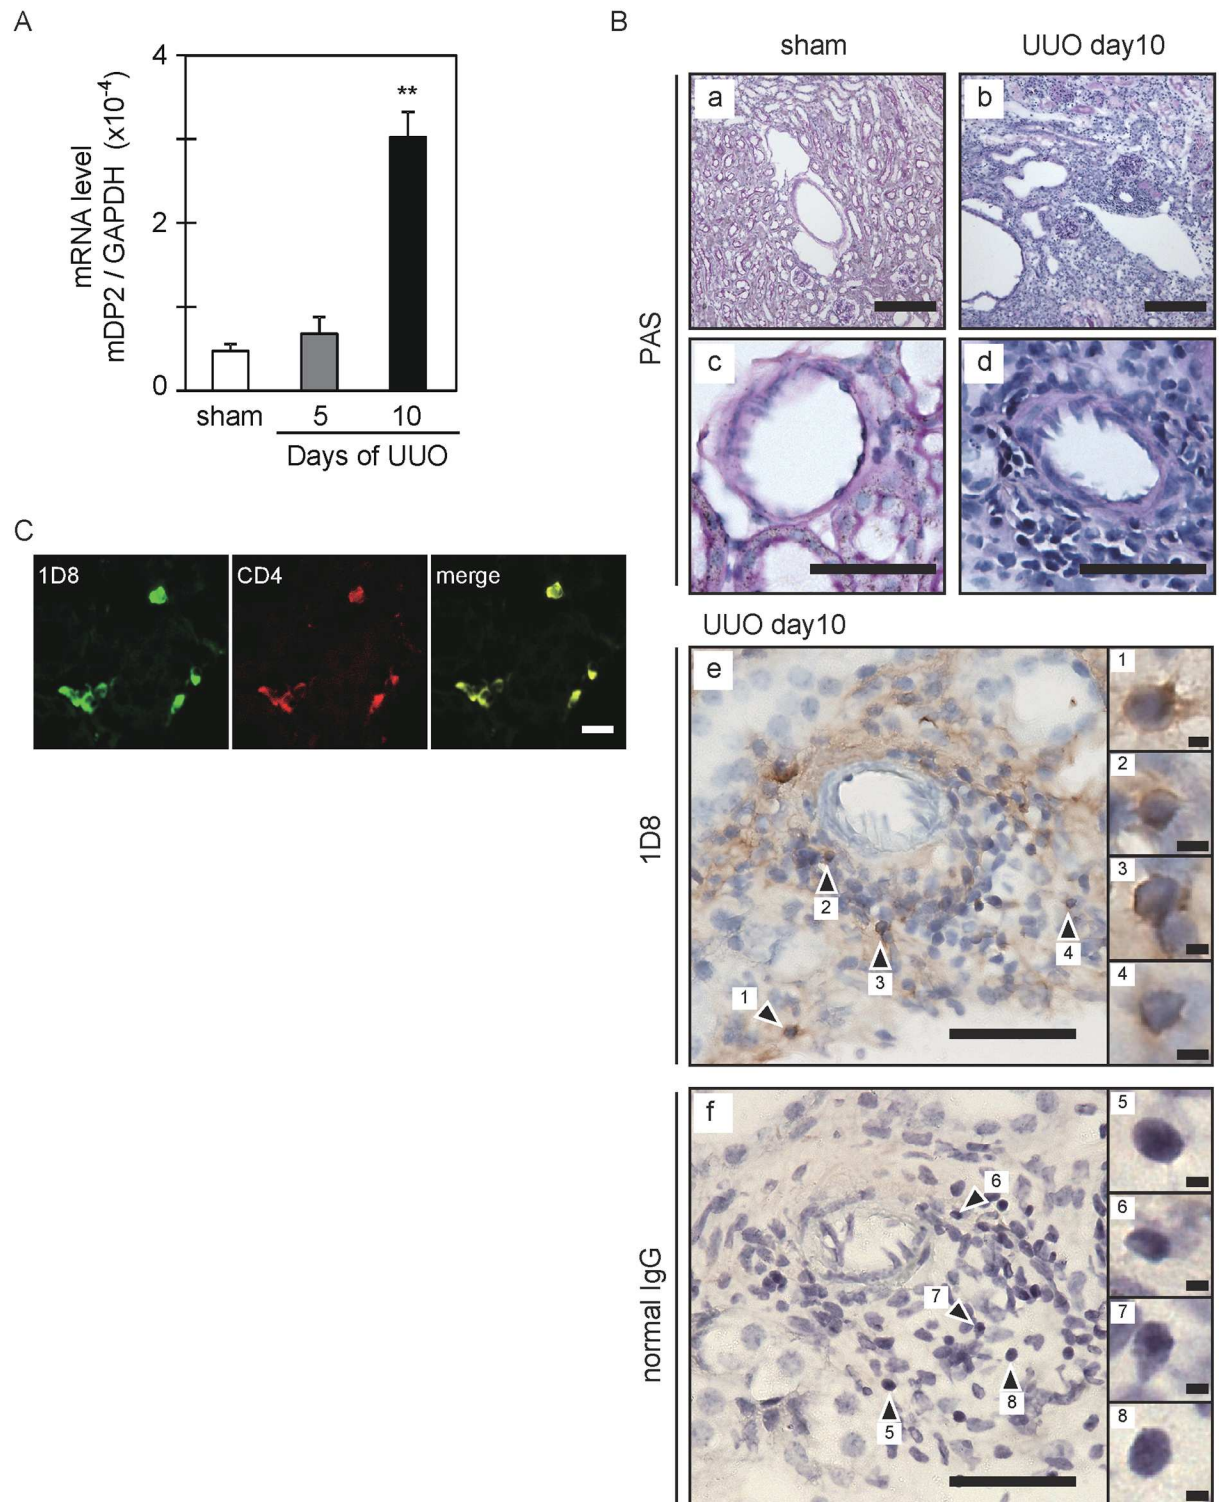 A
mRNA level
mDP2 / GAPDH (x10-4)
4
2
0
**
sham
5
10
Days of UUO
B
sham
UUO day10
PAS
a
b
c
d
C
1D8
CD4
merge
UUO day10
1D8
e
1
2
3
4
1
2
3
4
normal IgG
f
5
6
7
8
5
6
7
8